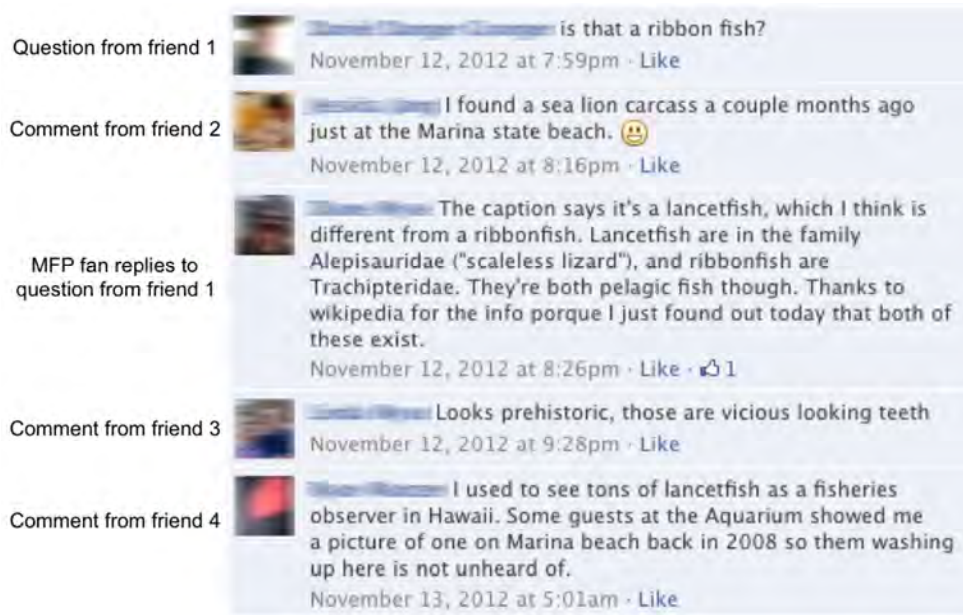 Question from friend 1
is that a ribbon fish?
November 12, 2012 at 7:59pm · Like
Comment from friend 2
I found a sea lion carcass a couple months ago
just at the Marina state beach.
November 12, 2012 at 8:16pm · Like
MFP fan replies to
question from friend 1
The caption says it's a lancetfish, which I think is
different from a ribbonfish. Lancetfish are in the family
Alepisauridae ("scaleless lizard"), and ribbonfish are
Trachipteridae. They're both pelagic fish though. Thanks to
wikipedia for the info porque I just found out today that both of
these exist.
November 12, 2012 at 8:26pm · Like · 1
Comment from friend 3
Looks prehistoric, those are vicious looking teeth
November 12, 2012 at 9:28pm · Like
Comment from friend 4
I used to see tons of lancetfish as a fisheries
observer in Hawaii. Some guests at the Aquarium showed me
a picture of one on Marina beach back in 2008 so them washing
up here is not unheard of.
November 13, 2012 at 5:01am · Like